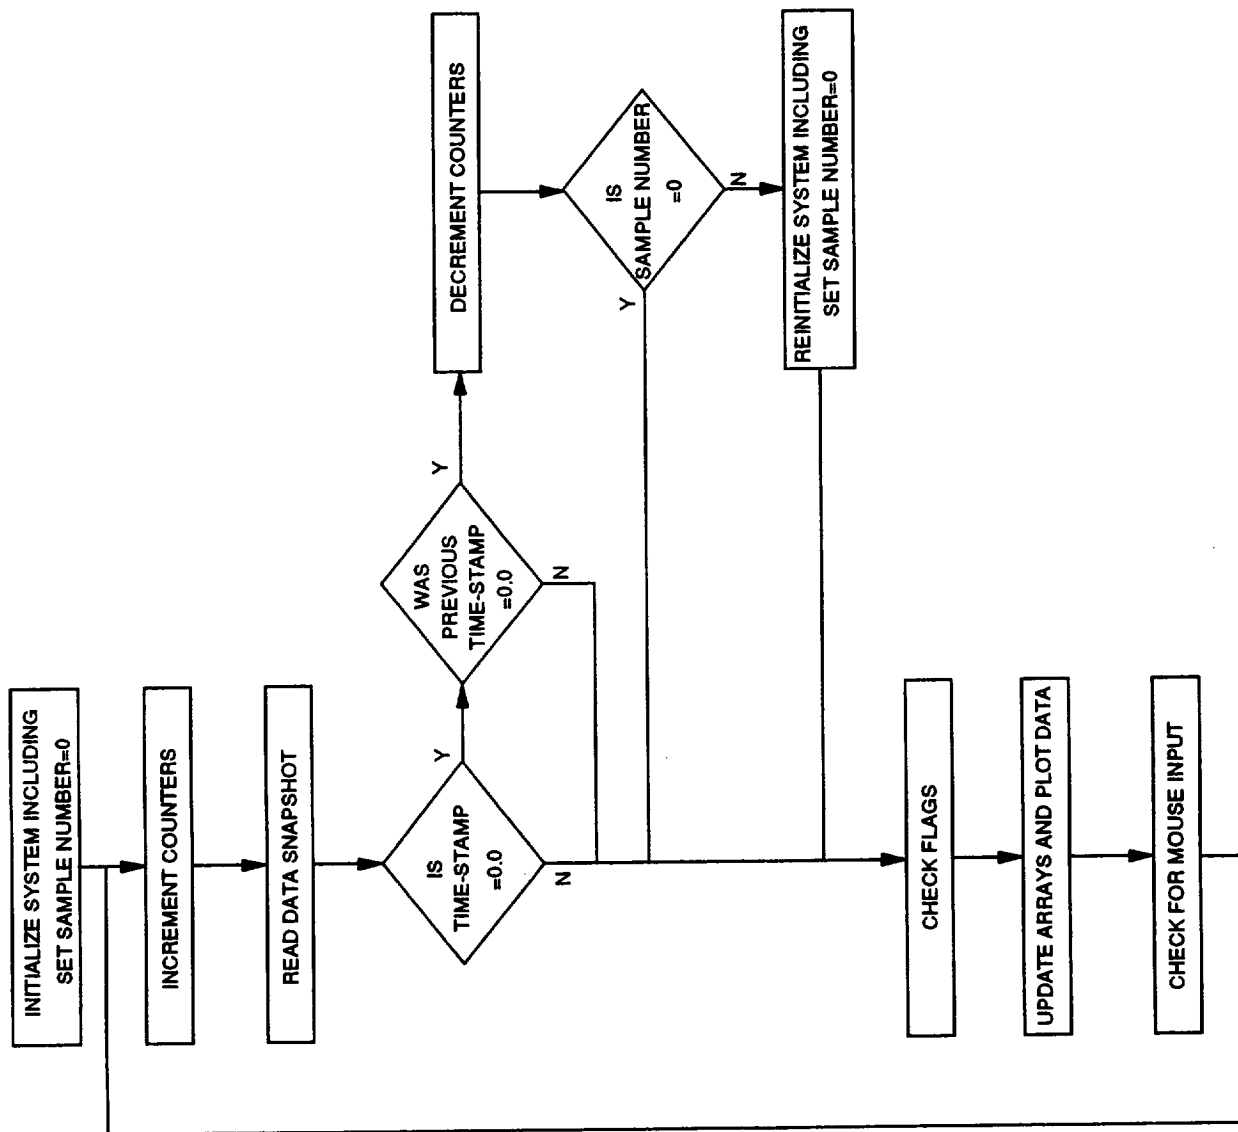 INITIALIZE SYSTEM INCLUDING
SET SAMPLE NUMBER=0
INCREMENT COUNTERS
READ DATA SNAPSHOT
IS
TIME-STAMP
=0.0
Y
N
WAS
PREVIOUS
TIME-STAMP
=0.0
Y
N
DECREMENT COUNTERS
IS
SAMPLE NUMBER
=0
Y
N
REINITIALIZE SYSTEM INCLUDING
SET SAMPLE NUMBER=0
CHECK FLAGS
UPDATE ARRAYS AND PLOT DATA
CHECK FOR MOUSE INPUT